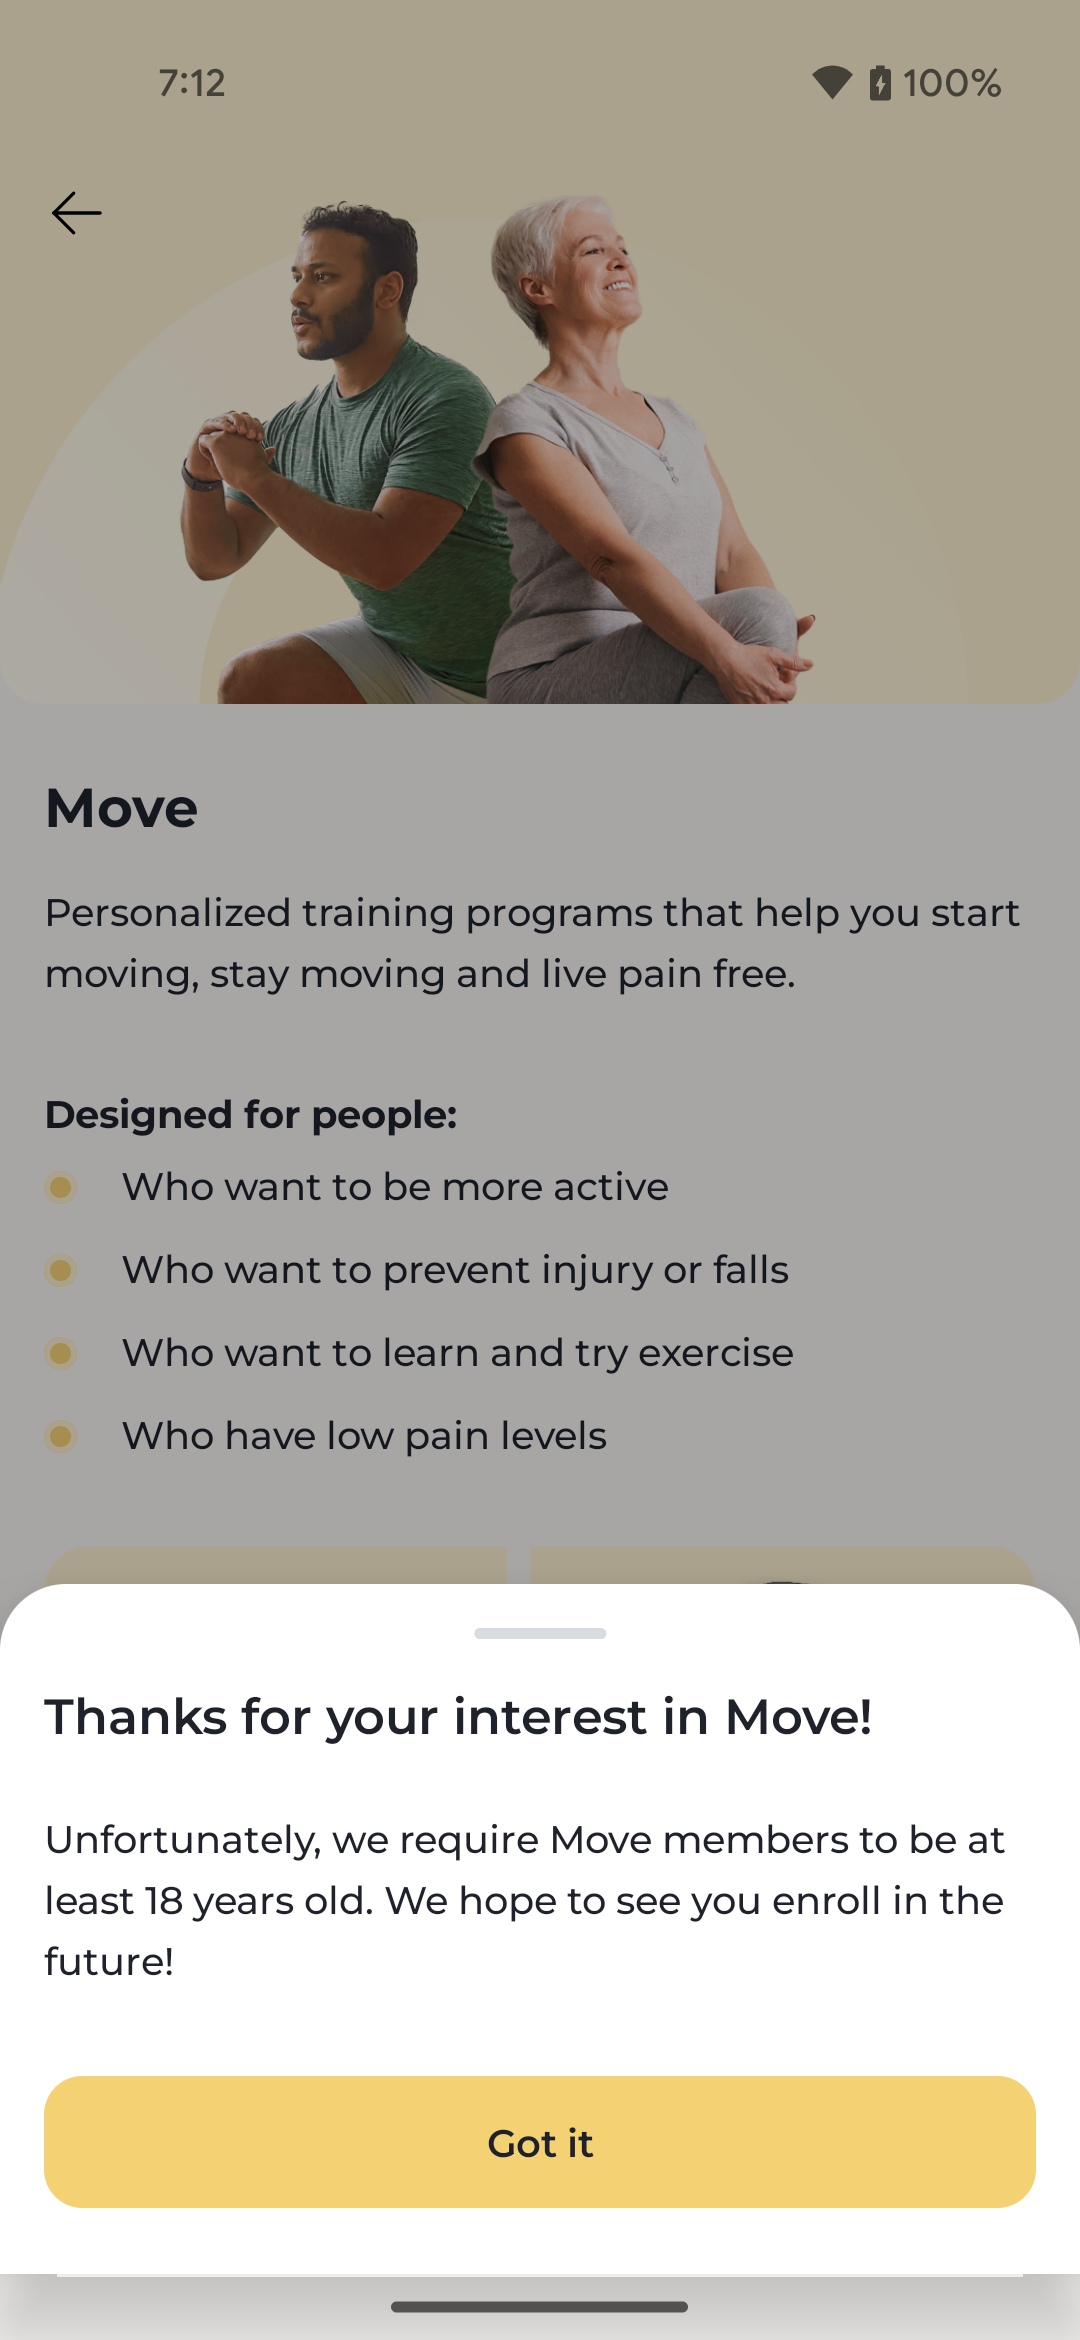 7:12
100%
Move
Personalized training programs that help you start
moving, stay moving and live pain free.
Designed for people:
Who want to be more active
Who want to prevent injury or falls
Who want to learn and try exercise
Who have low pain levels
Thanks for your interest in Move!
Unfortunately, we require Move members to be at
least 18 years old. We hope to see you enroll in the
future!
Got it